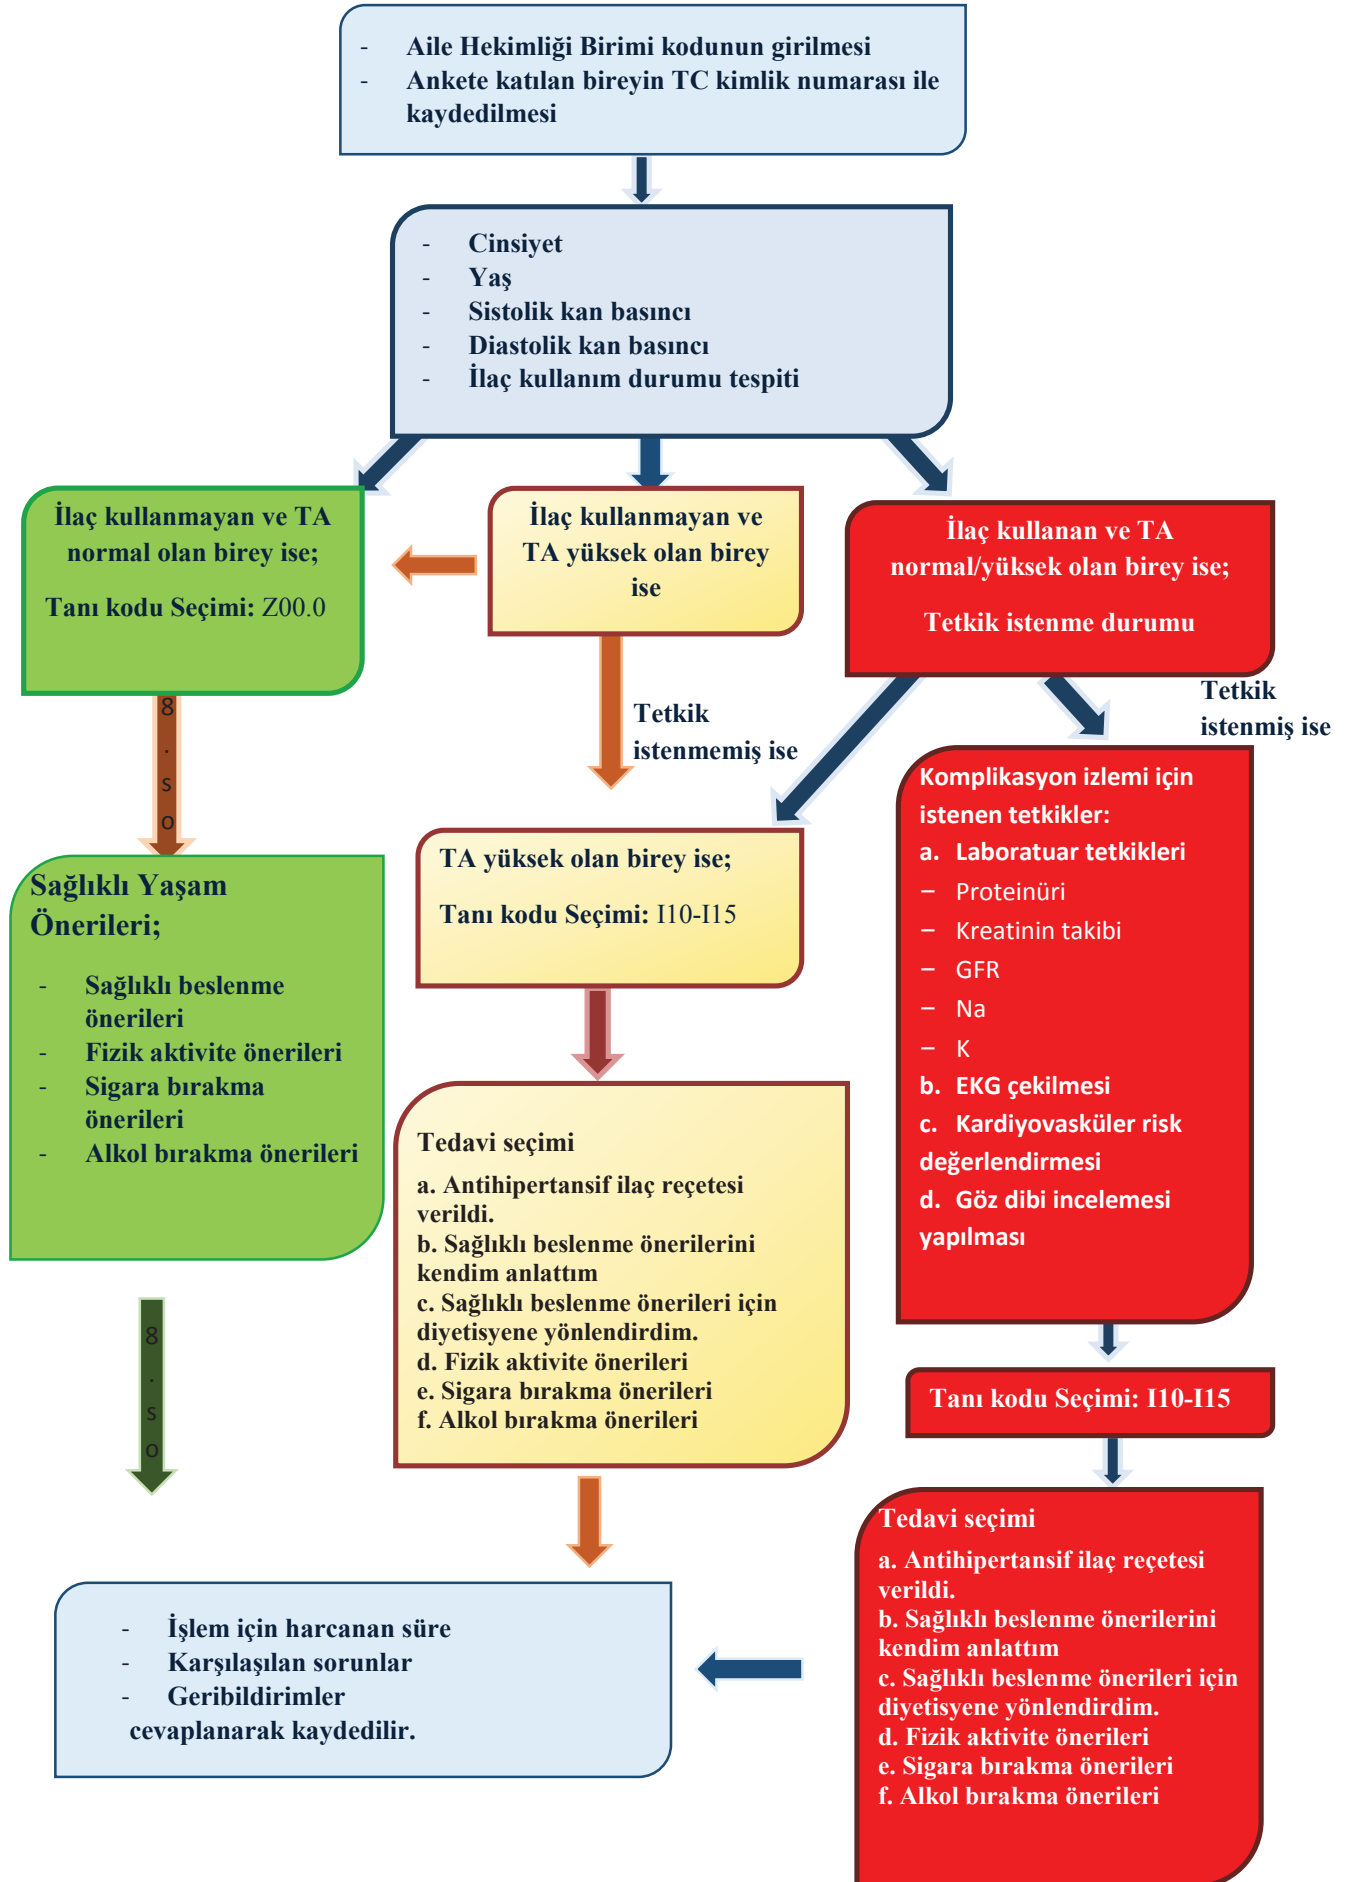 - Aile Hekimliği Birimi kodunun girilmesi
- Ankete katılan bireyin TC kimlik numarası ile
kaydedilmesi
- Cinsiyet
- Yaş
- Sistolik kan basıncı
- Diastolik kan basıncı
- İlaç kullanım durumu tespiti
İlaç kullanmayan ve TA
normal olan birey ise;
Tanı kodu Seçimi: Z00.0
İlaç kullanmayan ve
TA yüksek olan birey
ise
İlaç kullanan ve TA
normal/yüksek olan birey ise;
Tetkik istenme durumu
8
.
s
o
Tetkik
istenmemiş ise
Tetkik
istenmiş ise
Sağlıklı Yaşam
Önerileri;
- Sağlıklı beslenme
önerileri
- Fizik aktivite önerileri
- Sigara bırakma
önerileri
- Alkol bırakma önerileri
TA yüksek olan birey ise;
Tanı kodu Seçimi: I10-I15
Komplikasyon izlemi için
istenen tetkikler:
a. Laboratuar tetkikleri
– Proteinüri
– Kreatinin takibi
– GFR
– Na
– K
b. EKG çekilmesi
c. Kardiyovasküler risk
değerlendirmesi
d. Göz dibi incelemesi
yapılması
Tedavi seçimi
a. Antihipertansif ilaç reçetesi
verildi.
b. Sağlıklı beslenme önerilerini
kendim anlattım
c. Sağlıklı beslenme önerileri için
diyetisyene yönlendirdim.
d. Fizik aktivite önerileri
e. Sigara bırakma önerileri
f. Alkol bırakma önerileri
8
.
s
o
Tanı kodu Seçimi: I10-I15
Tedavi seçimi
a. Antihipertansif ilaç reçetesi
verildi.
b. Sağlıklı beslenme önerilerini
kendim anlattım
c. Sağlıklı beslenme önerileri için
diyetisyene yönlendirdim.
d. Fizik aktivite önerileri
e. Sigara bırakma önerileri
f. Alkol bırakma önerileri
- İşlem için harcanan süre
- Karşılaşılan sorunlar
- Geribildirimler
cevaplanarak kaydedilir.